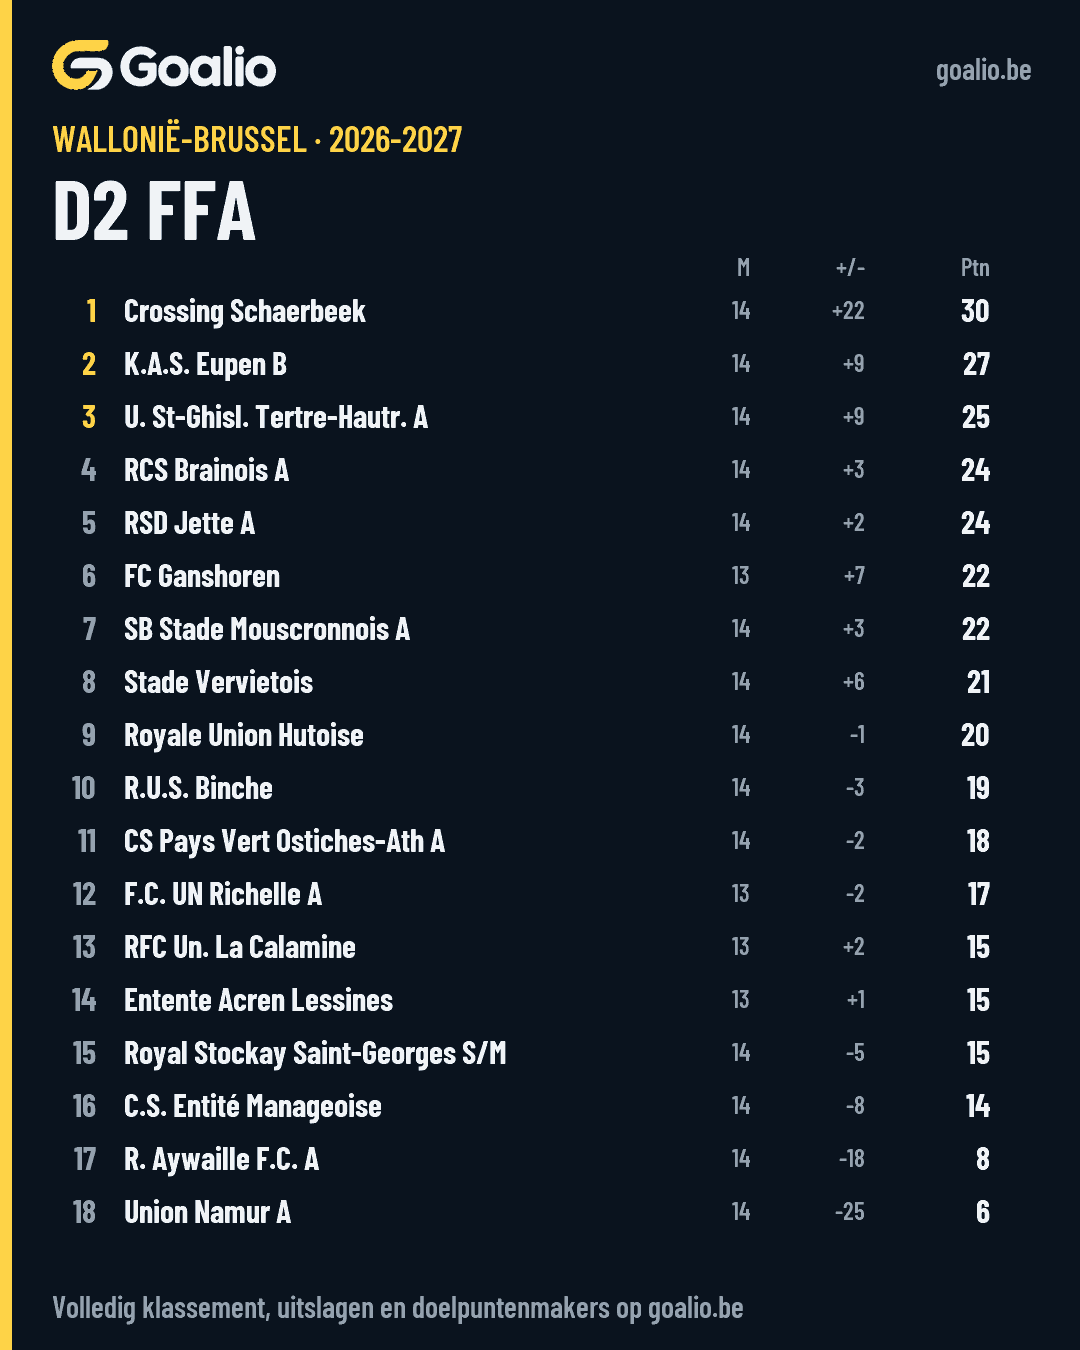 Goalio
goalio.be
WALLONIË-BRUSSEL · 2026-2027
D2 FFA
M +/- Ptn
1 Crossing Schaerbeek 14 +22 30
2 K.A.S. Eupen B 14 +9 27
3 U. St-Ghisl. Tertre-Hautr. A 14 +9 25
4 RCS Brainois A 14 +3 24
5 RSD Jette A 14 +2 24
6 FC Ganshoren 13 +7 22
7 SB Stade Mouscronnois A 14 +3 22
8 Stade Vervietois 14 +6 21
9 Royale Union Hutoise 14 -1 20
10 R.U.S. Binche 14 -3 19
11 CS Pays Vert Ostiches-Ath A 14 -2 18
12 F.C. UN Richelle A 13 -2 17
13 RFC Un. La Calamine 13 +2 15
14 Entente Acren Lessines 13 +1 15
15 Royal Stockay Saint-Georges S/M 14 -5 15
16 C.S. Entité Manageoise 14 -8 14
17 R. Aywaille F.C. A 14 -18 8
18 Union Namur A 14 -25 6
Volledig klassement, uitslagen en doelpuntenmakers op goalio.be